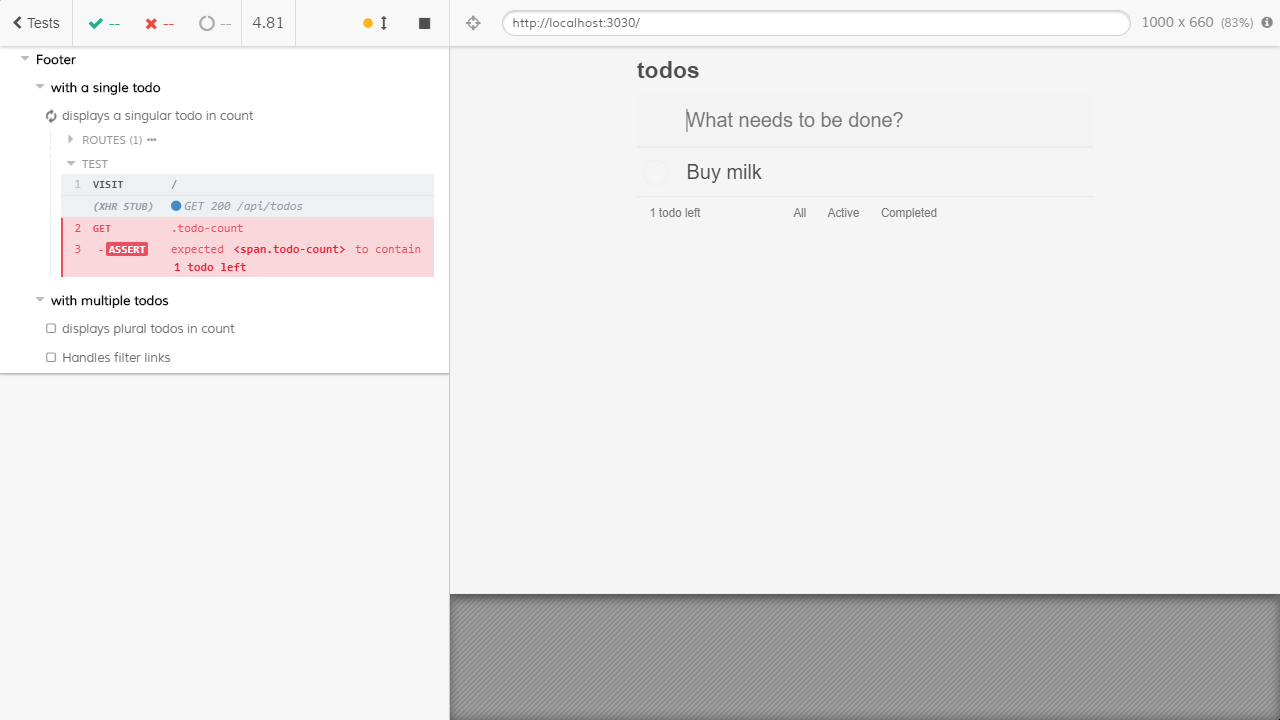 Tests -- -- -- 4.81
http://localhost:3030/ 1000 x 660 (83%)
Footer
with a single todo
displays a singular todo in count
ROUTES (1)
TEST
1 VISIT /
(XHR STUB) GET 200 /api/todos
2 GET .todo-count
3 -ASSERT expected <span.todo-count> to contain
1 todo left
with multiple todos
displays plural todos in count
Handles filter links
todos
What needs to be done?
Buy milk
1 todo left All Active Completed